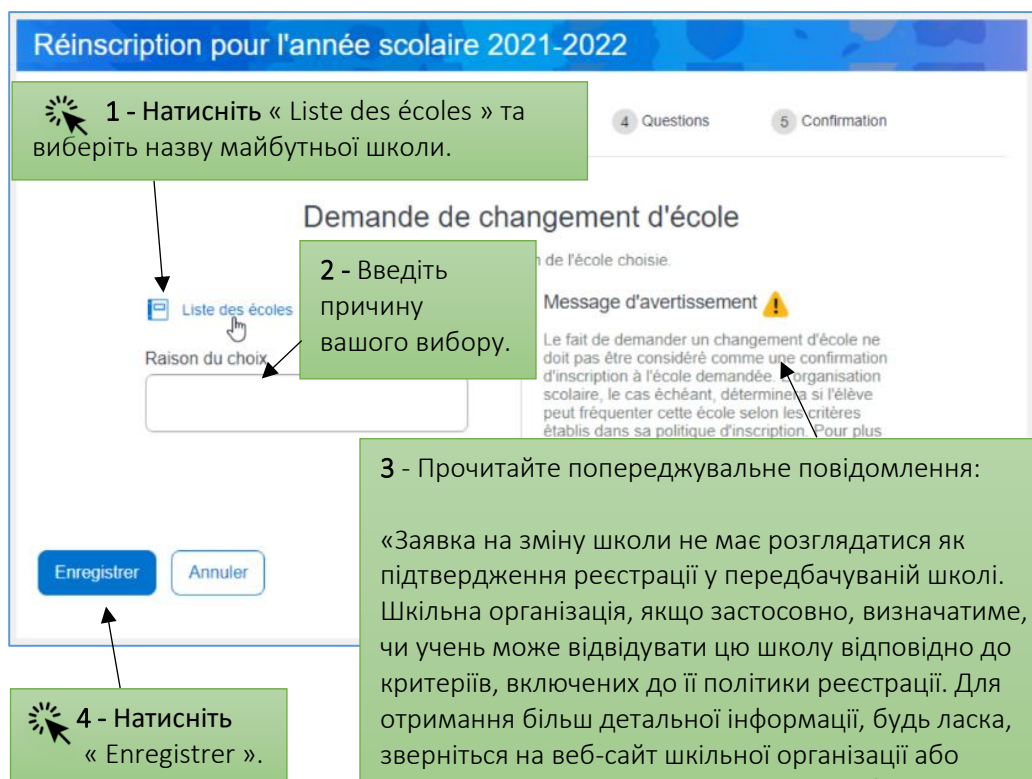 Réinscription pour l'année scolaire 2021-2022
1 - Натисніть « Liste des écoles » та
виберіть назву майбутньої школи.
4 Questions
5 Confirmation
Demande de changement d'école
de l'école choisie.
2 - Введіть
причину
вашого вибору.
Liste des écoles
Raison du choix
Message d'avertissement
Le fait de demander un changement d'école ne
doit pas être considéré comme une confirmation
d'inscription à l'école demandée. L'organisation
scolaire, le cas échéant, déterminera si l'élève
peut fréquenter cette école selon les critères
établis dans sa politique d'inscription. Pour plus
3 - Прочитайте попереджувальне повідомлення:
«Заявка на зміну школи не має розглядатися як
підтвердження реєстрації у передбачуваній школі.
Шкільна організація, якщо застосовно, визначатиме,
чи учень може відвідувати цю школу відповідно до
критеріїв, включених до її політики реєстрації. Для
отримання більш детальної інформації, будь ласка,
зверніться на веб-сайт шкільної організації або
Enregistrer
Annuler
4 - Натисніть
« Enregistrer ».